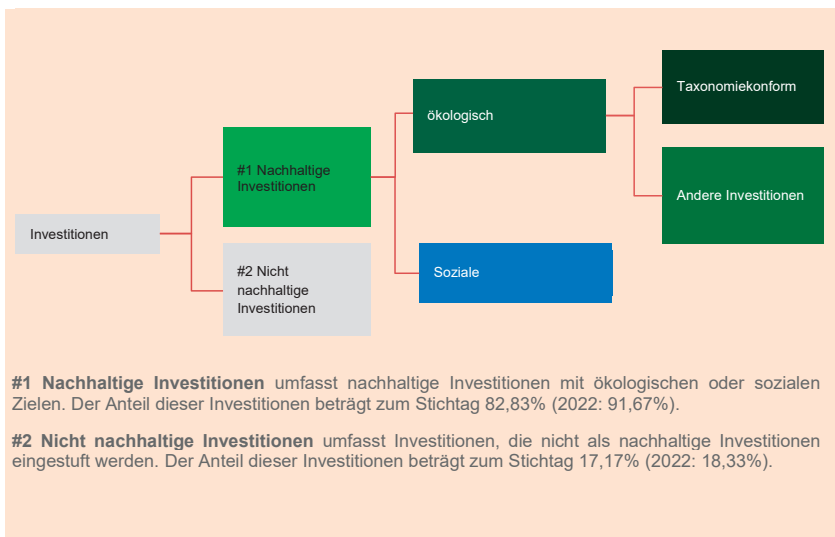 Taxonomiekonform
ökologisch
#1 Nachhaltige
Investitionen
Andere Investitionen
Investitionen
#2 Nicht
nachhaltige
Investitionen
Soziale
#1 Nachhaltige Investitionen umfasst nachhaltige Investitionen mit ökologischen oder sozialen
Zielen. Der Anteil dieser Investitionen beträgt zum Stichtag 82,83% (2022: 91,67%).
#2 Nicht nachhaltige Investitionen umfasst Investitionen, die nicht als nachhaltige Investitionen
eingestuft werden. Der Anteil dieser Investitionen beträgt zum Stichtag 17,17% (2022: 18,33%).